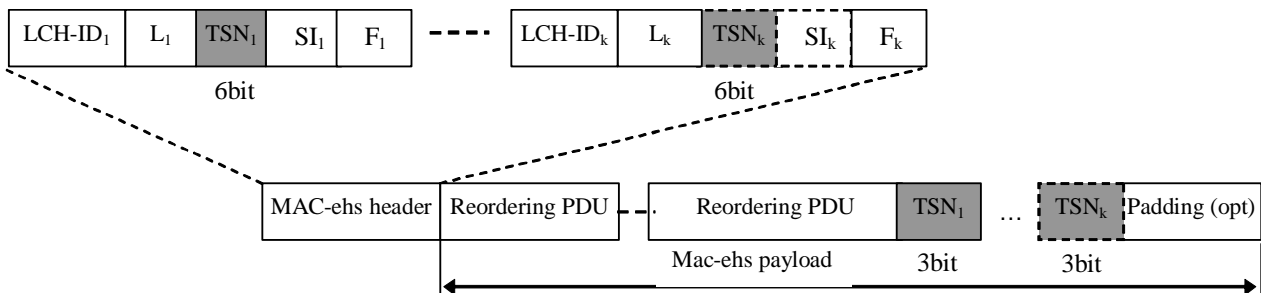 LCH-ID1 L1 TSN1 SI1 F1 LCH-IDk Lk TSNk SIk Fk
6bit 6bit
MAC-ehs header Reordering PDU Reordering PDU TSN1 ... TSNk Padding (opt)
Mac-ehs payload 3bit 3bit